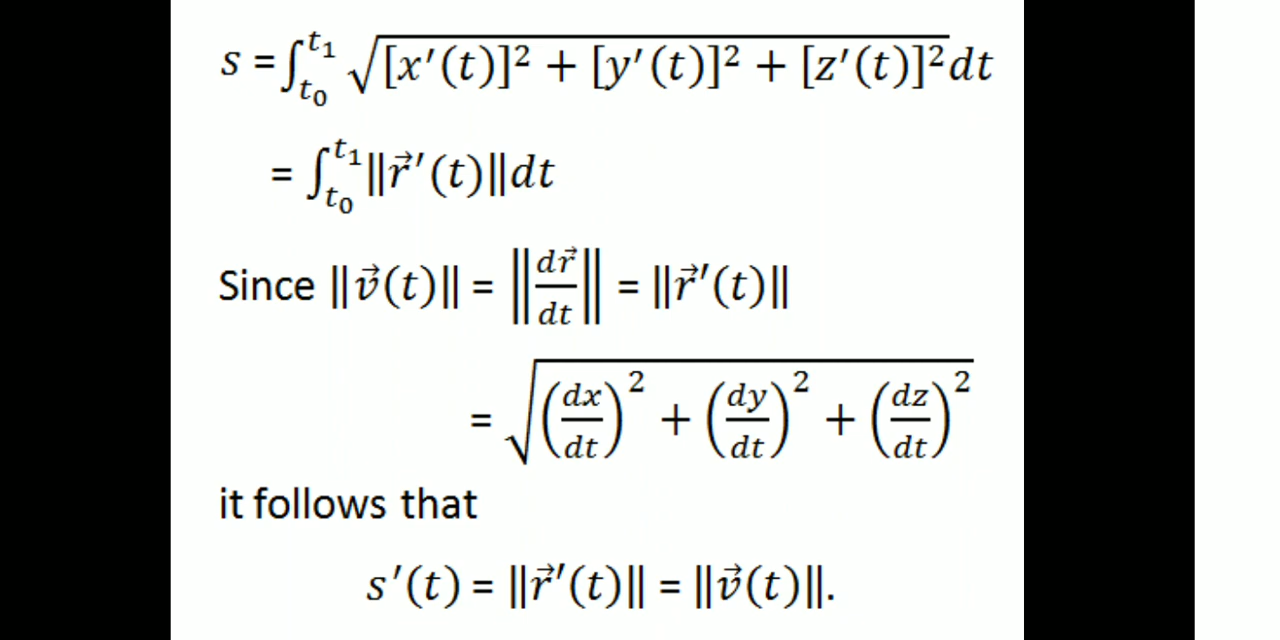 s = ∫_{t₀}^{t₁} √([x′(t)]² + [y′(t)]² + [z′(t)]²) dt
= ∫_{t₀}^{t₁} ‖r⃗′(t)‖dt
Since ‖v⃗(t)‖ = ‖dr⃗/dt‖ = ‖r⃗′(t)‖
= √((dx/dt)² + (dy/dt)² + (dz/dt)²)
it follows that
s′(t) = ‖r⃗′(t)‖ = ‖v⃗(t)‖.